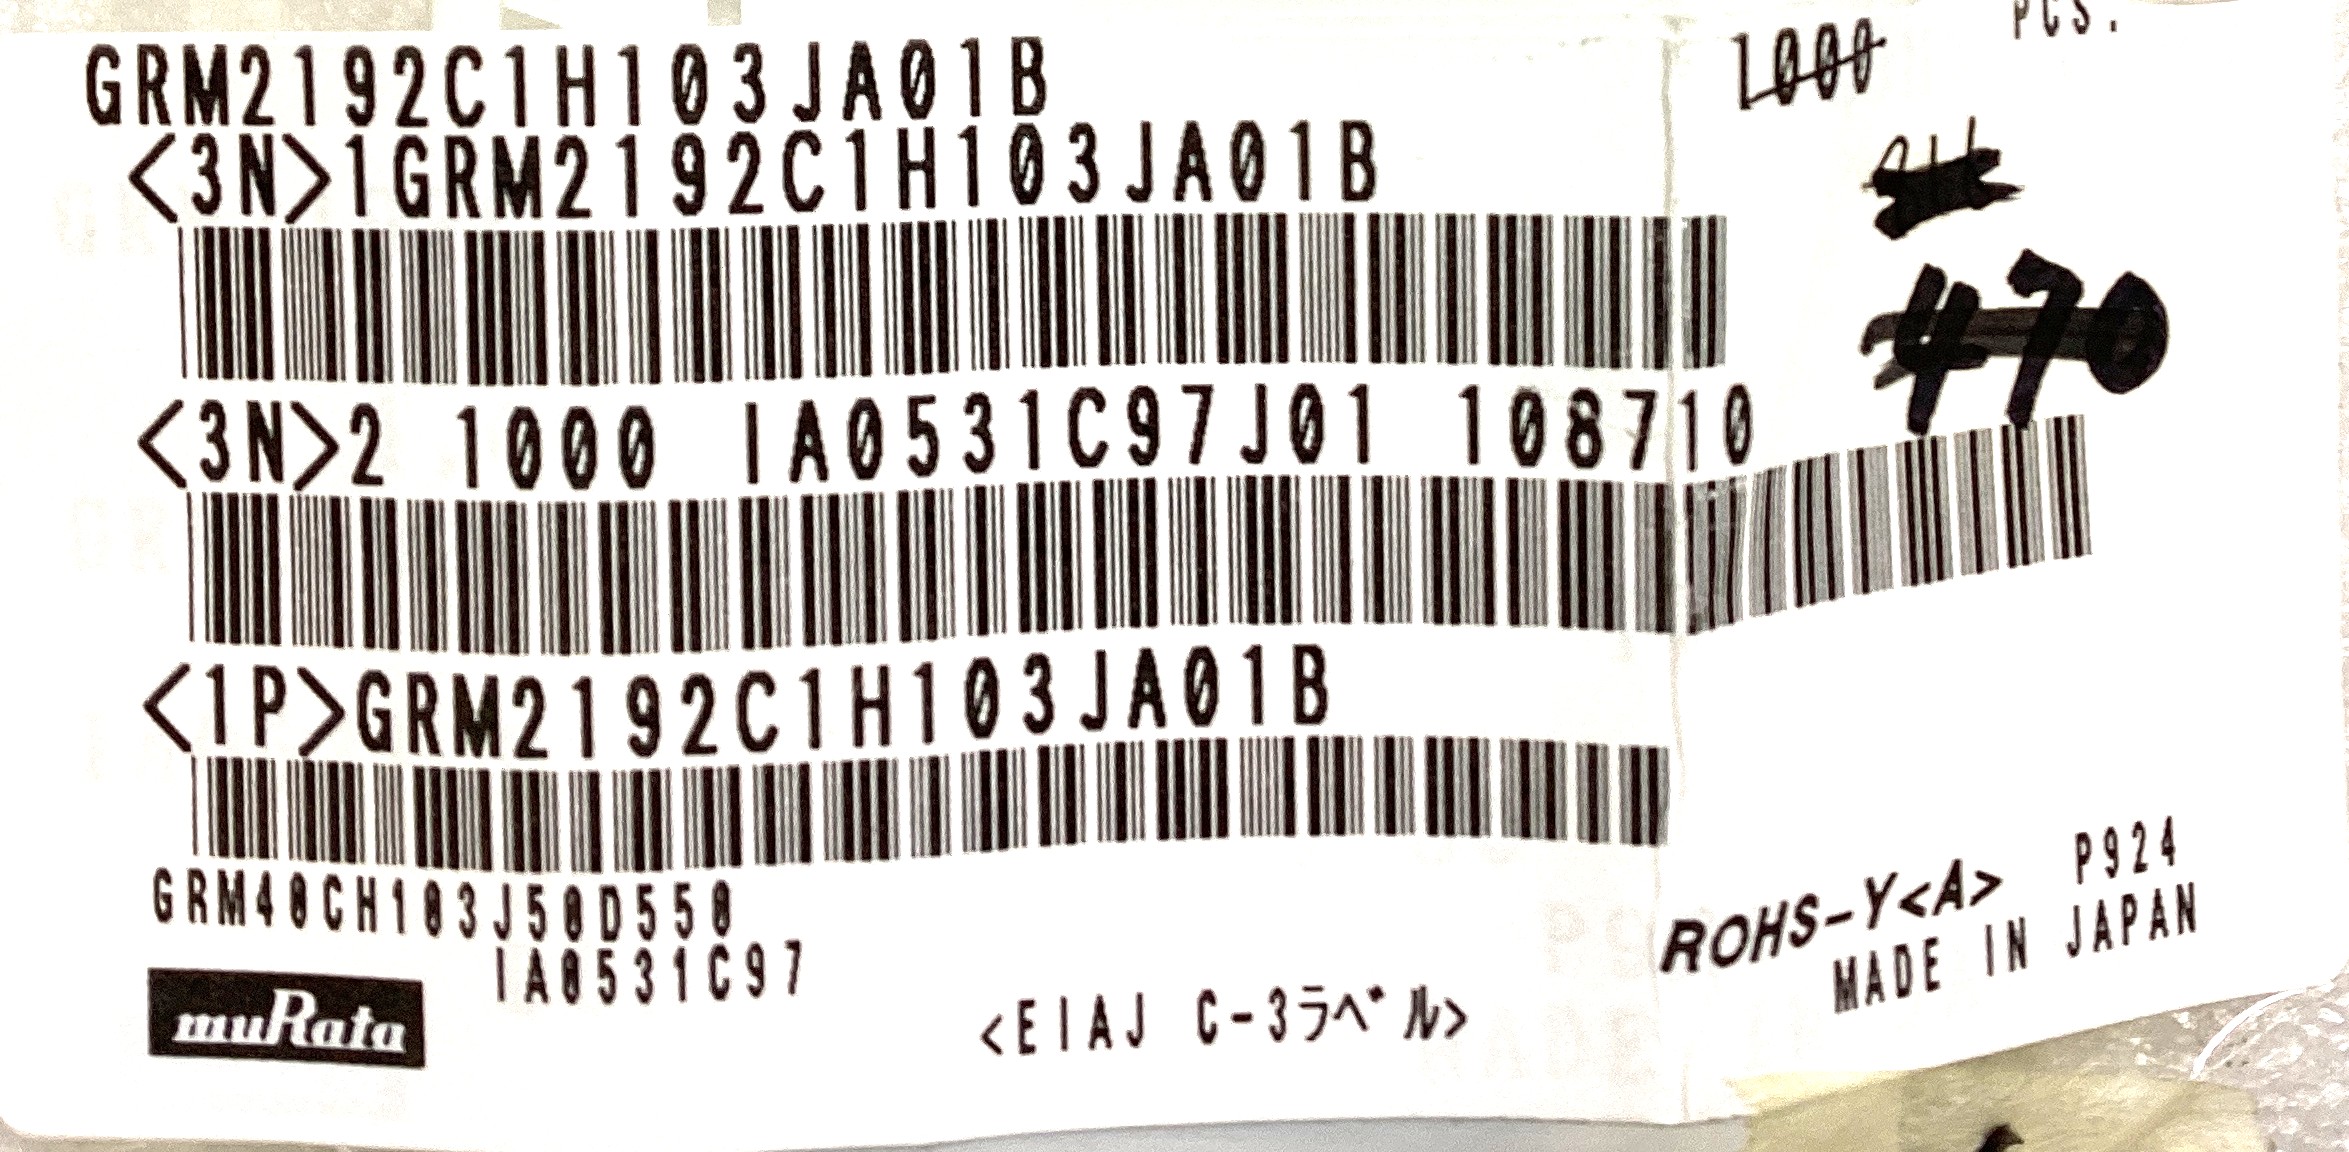 GRM2192C1H103JA01B
1000 PCS.
<3N>1GRM2192C1H103JA01B
470
<3N>2 1000 IA0531C97J01 108710
<1P>GRM2192C1H103JA01B
GRM40CH103J50D550
IA0531C97
muRata
<EIAJ C-3ラベル>
ROHS-Y<A> P924
MADE IN JAPAN